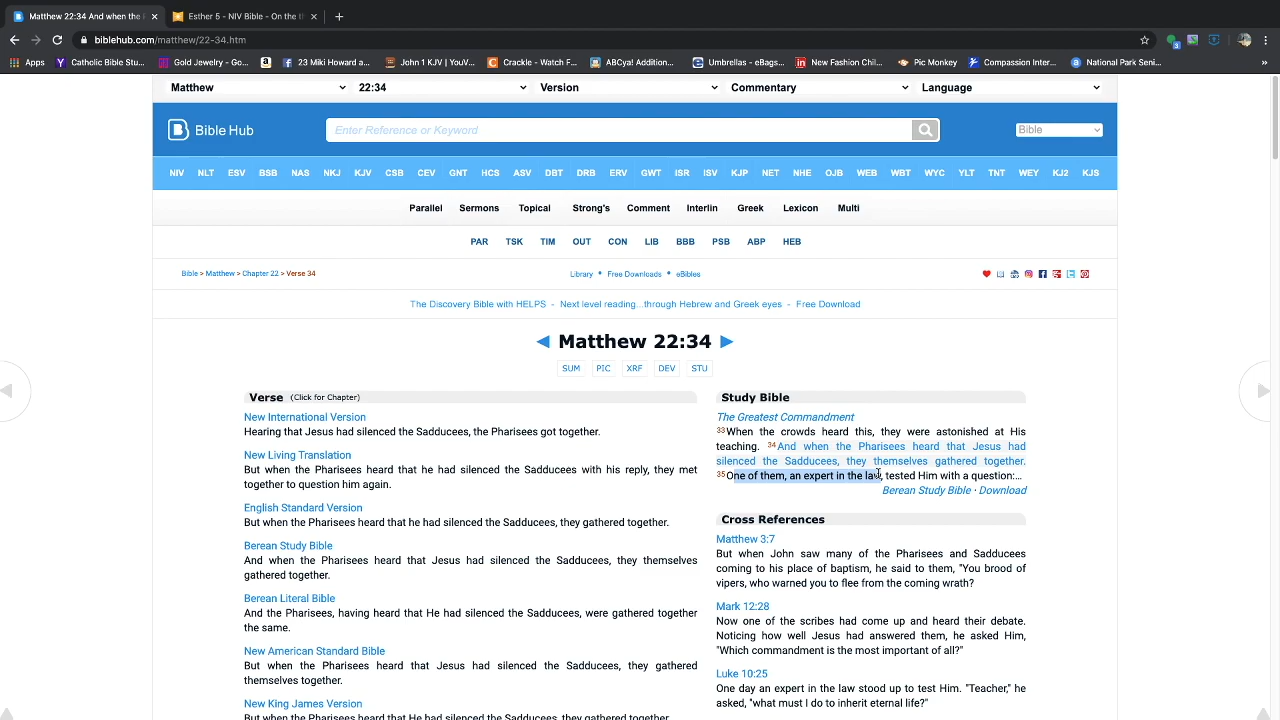 Matthew 22:34 And when the
Esther 5 - NIV Bible - On the th
biblehub.com/matthew/22-34.htm
3
Apps
Catholic Bible Stu...
Gold Jewelry - Go...
23 Miki Howard a...
John 1 KJV | YouV...
Crackle - Watch F...
ABCya! Addition...
Umbrellas - eBags...
New Fashion Chil...
Pic Monkey
Compassion Inter...
National Park Seni...
»
Matthew 22:34 Version Commentary Language
Bible Hub
Enter Reference or Keyword
Bible
NIV NLT ESV BSB NAS NKJ KJV CSB CEV GNT HCS ASV DBT DRB ERV GWT ISR ISV KJP NET NHE OJB WEB WBT WYC YLT TNT WEY KJ2 KJS
Parallel Sermons Topical Strong's Comment Interlin Greek Lexicon Multi
PAR TSK TIM OUT CON LIB BBB PSB ABP HEB
Bible > Matthew > Chapter 22 > Verse 34
Library • Free Downloads • eBibles
The Discovery Bible with HELPS - Next level reading...through Hebrew and Greek eyes - Free Download
◄ Matthew 22:34 ►
SUM PIC XRF DEV STU
Verse (Click for Chapter)
New International Version
Hearing that Jesus had silenced the Sadducees, the Pharisees got together.
New Living Translation
But when the Pharisees heard that he had silenced the Sadducees with his reply, they met
together to question him again.
English Standard Version
But when the Pharisees heard that he had silenced the Sadducees, they gathered together.
Berean Study Bible
And when the Pharisees heard that Jesus had silenced the Sadducees, they themselves
gathered together.
Berean Literal Bible
And the Pharisees, having heard that He had silenced the Sadducees, were gathered together
the same.
New American Standard Bible
But when the Pharisees heard that Jesus had silenced the Sadducees, they gathered
themselves together.
New King James Version
But when the Pharisees heard that He had silenced the Sadducees, they gathered together.
Study Bible
The Greatest Commandment
33When the crowds heard this, they were astonished at His
teaching. 34And when the Pharisees heard that Jesus had
silenced the Sadducees, they themselves gathered together.
35One of them, an expert in the law, tested Him with a question:...
Berean Study Bible · Download
Cross References
Matthew 3:7
But when John saw many of the Pharisees and Sadducees
coming to his place of baptism, he said to them, "You brood of
vipers, who warned you to flee from the coming wrath?
Mark 12:28
Now one of the scribes had come up and heard their debate.
Noticing how well Jesus had answered them, he asked Him,
"Which commandment is the most important of all?"
Luke 10:25
One day an expert in the law stood up to test Him. "Teacher," he
asked, "what must I do to inherit eternal life?"